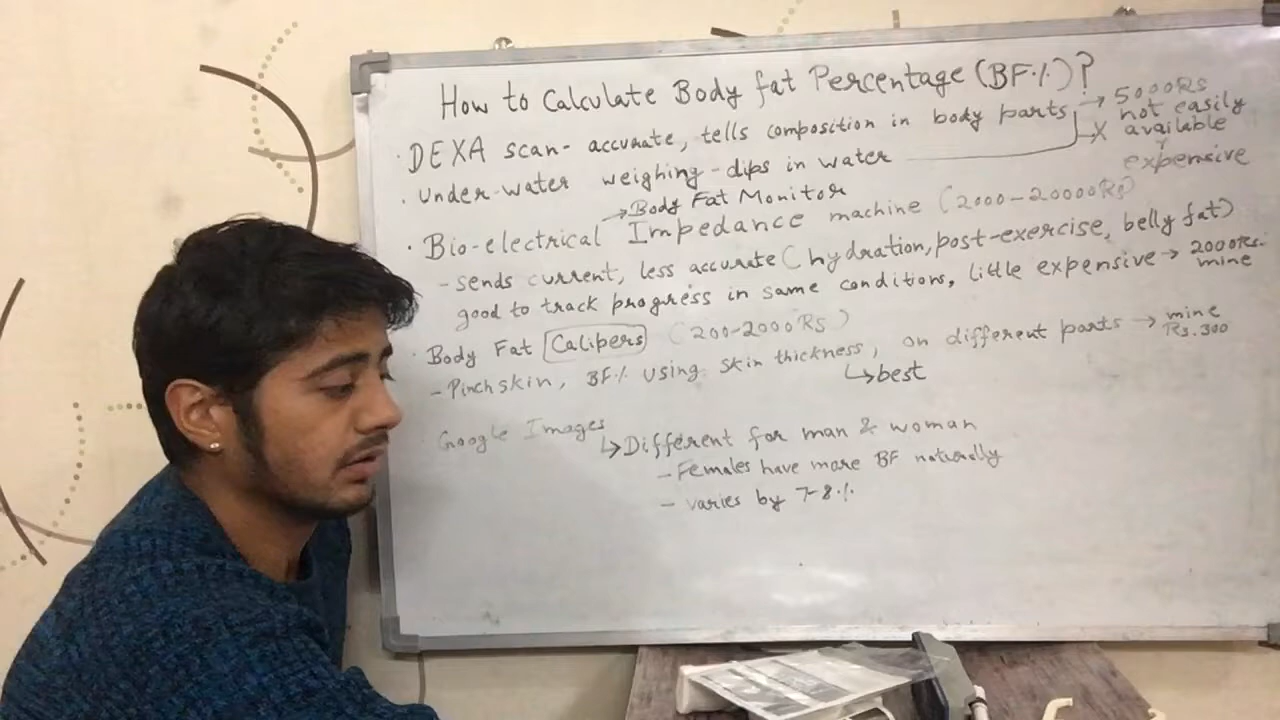 How to Calculate Body fat Percentage (BF%)?
· DEXA scan- accurate, tells composition in body parts → 5000Rs
not easily
available
expensive
· Under-water weighing - dips in water X
→ Body Fat Monitor
· Bio-electrical Impedance machine (2000-20000Rs)
- sends current, less accurate (hydration, post-exercise, belly fat)
good to track progress in same conditions, little expensive → 2000Rs.
mine
· Body Fat Calipers (200-2000Rs)
- Pinch skin, BF% using skin thickness, on different parts → mine
Rs.300
↳ best
Google Images
↳ Different for man & woman
- Females have more BF naturally
- varies by 7-8%